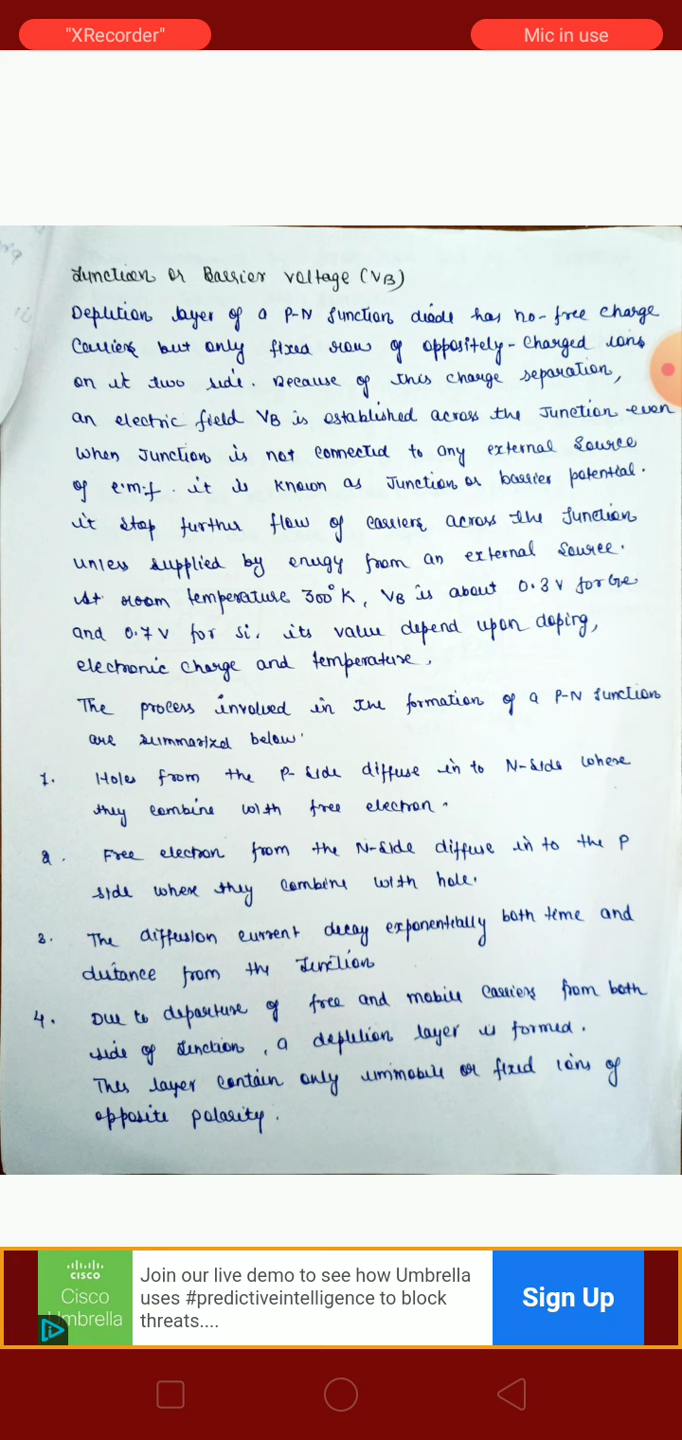 "XRecorder"
Mic in use
Junction or Barrier voltage (VB)
Depletion layer of a P-N Junction diode has no-free charge
Carriers but only fixed row of oppositely-charged ions
on it two side. Because of this charge separation,
an electric field VB is established across the Junction even
when Junction is not connected to any external source
of e.m.f. it is known as Junction or barrier potential.
it stop further flow of carriers across the Junction
unless supplied by energy from an external source.
At room temperature 300°K, VB is about 0.3 v for Ge
and 0.7 v for si. its value depend upon doping,
electronic charge and temperature.
The process involved in the formation of a P-N Junction
are summarized below.
1. Holes from the P-side diffuse in to N-side where
they combine with free electron.
2. Free election from the N-side diffuse in to the P
side where they combine with hole.
3. The diffusion current decay exponentially both time and
distance from the Junction
4. Due to departure of free and mobile carriers from both
side of Junction, a depletion layer is formed.
This layer contain only immobile or fixed ions of
opposite polarity.
CISCO
Cisco
Umbrella
Join our live demo to see how Umbrella
uses #predictiveintelligence to block
threats....
Sign Up